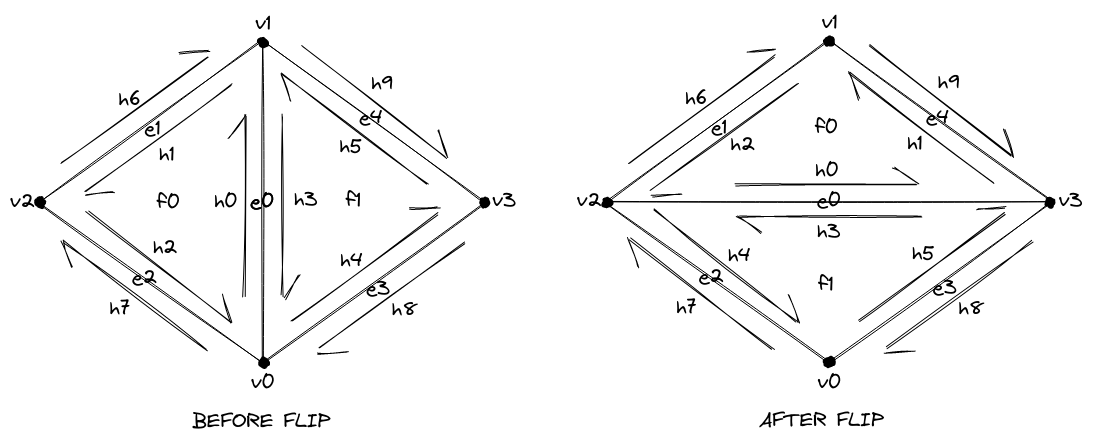 v1
h6
h9
e1
e4
h1
h5
v2
f0
h0
e0
h3
f1
v3
h2
h4
e2
e3
h7
h8
v0
BEFORE FLIP
v1
h6
h9
f0
e1
e4
h2
h1
h0
v2
e0
v3
h3
h4
h5
e2
f1
e3
h7
h8
v0
AFTER FLIP